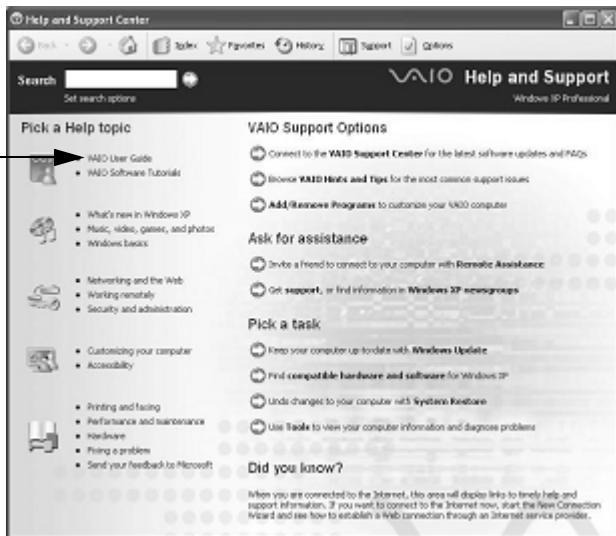 Help and Support Center
Back
Index
Favorites
History
Support
Options
Search
Set search options
VAIO Help and Support
Windows XP Professional
Pick a Help topic
VAIO User Guide
VAIO Software Tutorials
What's new in Windows XP
Music, video, games, and photos
Windows basics
Networking and the Web
Working remotely
Security and administration
Customizing your computer
Accessibility
Printing and faxing
Performance and maintenance
Hardware
Fixing a problem
Send your feedback to Microsoft
VAIO Support Options
Connect to the VAIO Support Center for the latest software updates and FAQs
Browse VAIO Hints and Tips for the most common support issues
Add/Remove Programs to customize your VAIO computer
Ask for assistance
Invite a friend to connect to your computer with Remote Assistance
Get support, or find information in Windows XP newsgroups
Pick a task
Keep your computer up-to-date with Windows Update
Find compatible hardware and software for Windows XP
Undo changes to your computer with System Restore
Use Tools to view your computer information and diagnose problems
Did you know?
When you are connected to the Internet, this area will display links to timely help and
support information. If you want to connect to the Internet now, start the New Connection
Wizard and see how to establish a Web connection through an Internet service provider.